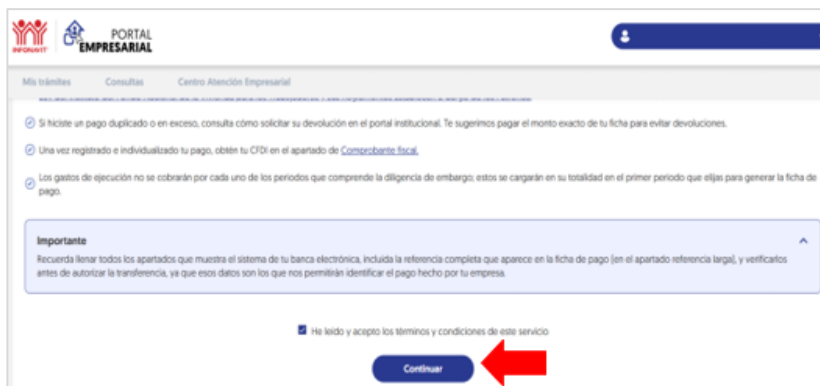 INFONAVIT
PORTAL
EMPRESARIAL
Mis trámites Consultas Centro Atención Empresarial
Si hiciste un pago duplicado o en exceso, consulta cómo solicitar su devolución en el portal institucional. Te sugerimos pagar el monto exacto de tu ficha para evitar devoluciones.
Una vez registrado e individualizado tu pago, obtén tu CFDI en el apartado de Comprobante fiscal.
Los gastos de ejecución no se cobrarán por cada uno de los periodos que comprende la diligencia de embargo; estos se cargarán en su totalidad en el primer periodo que elijas para generar la ficha de
pago.
Importante
Recuerda llenar todos los apartados que muestra el sistema de tu banca electrónica, incluida la referencia completa que aparece en la ficha de pago (en el apartado referencia larga), y verificarlos
antes de autorizar la transferencia, ya que esos datos son los que nos permitirán identificar el pago hecho por tu empresa.
He leído y acepto los términos y condiciones de este servicio
Continuar